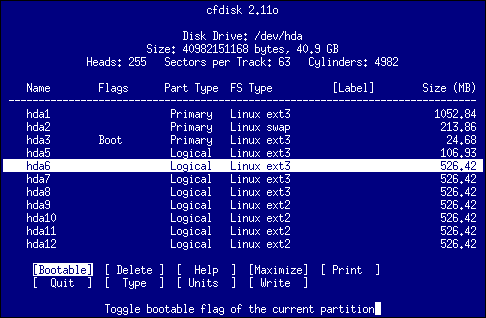 cfdisk 2.11o
Disk Drive: /dev/hda
Size: 40982151168 bytes, 40.9 GB
Heads: 255 Sectors per Track: 63 Cylinders: 4982
Name Flags Part Type FS Type [Label] Size (MB)
hda1 Primary Linux ext3 1052.84
hda2 Primary Linux swap 213.86
hda3 Boot Primary Linux ext3 24.68
hda5 Logical Linux ext3 106.93
hda6 Logical Linux ext3 526.42
hda7 Logical Linux ext3 526.42
hda8 Logical Linux ext3 526.42
hda9 Logical Linux ext2 526.42
hda10 Logical Linux ext2 526.42
hda11 Logical Linux ext2 526.42
hda12 Logical Linux ext2 526.42
[Bootable] [ Delete ] [ Help ] [Maximize] [ Print ]
[ Quit ] [ Type ] [ Units ] [ Write ]
Toggle bootable flag of the current partition